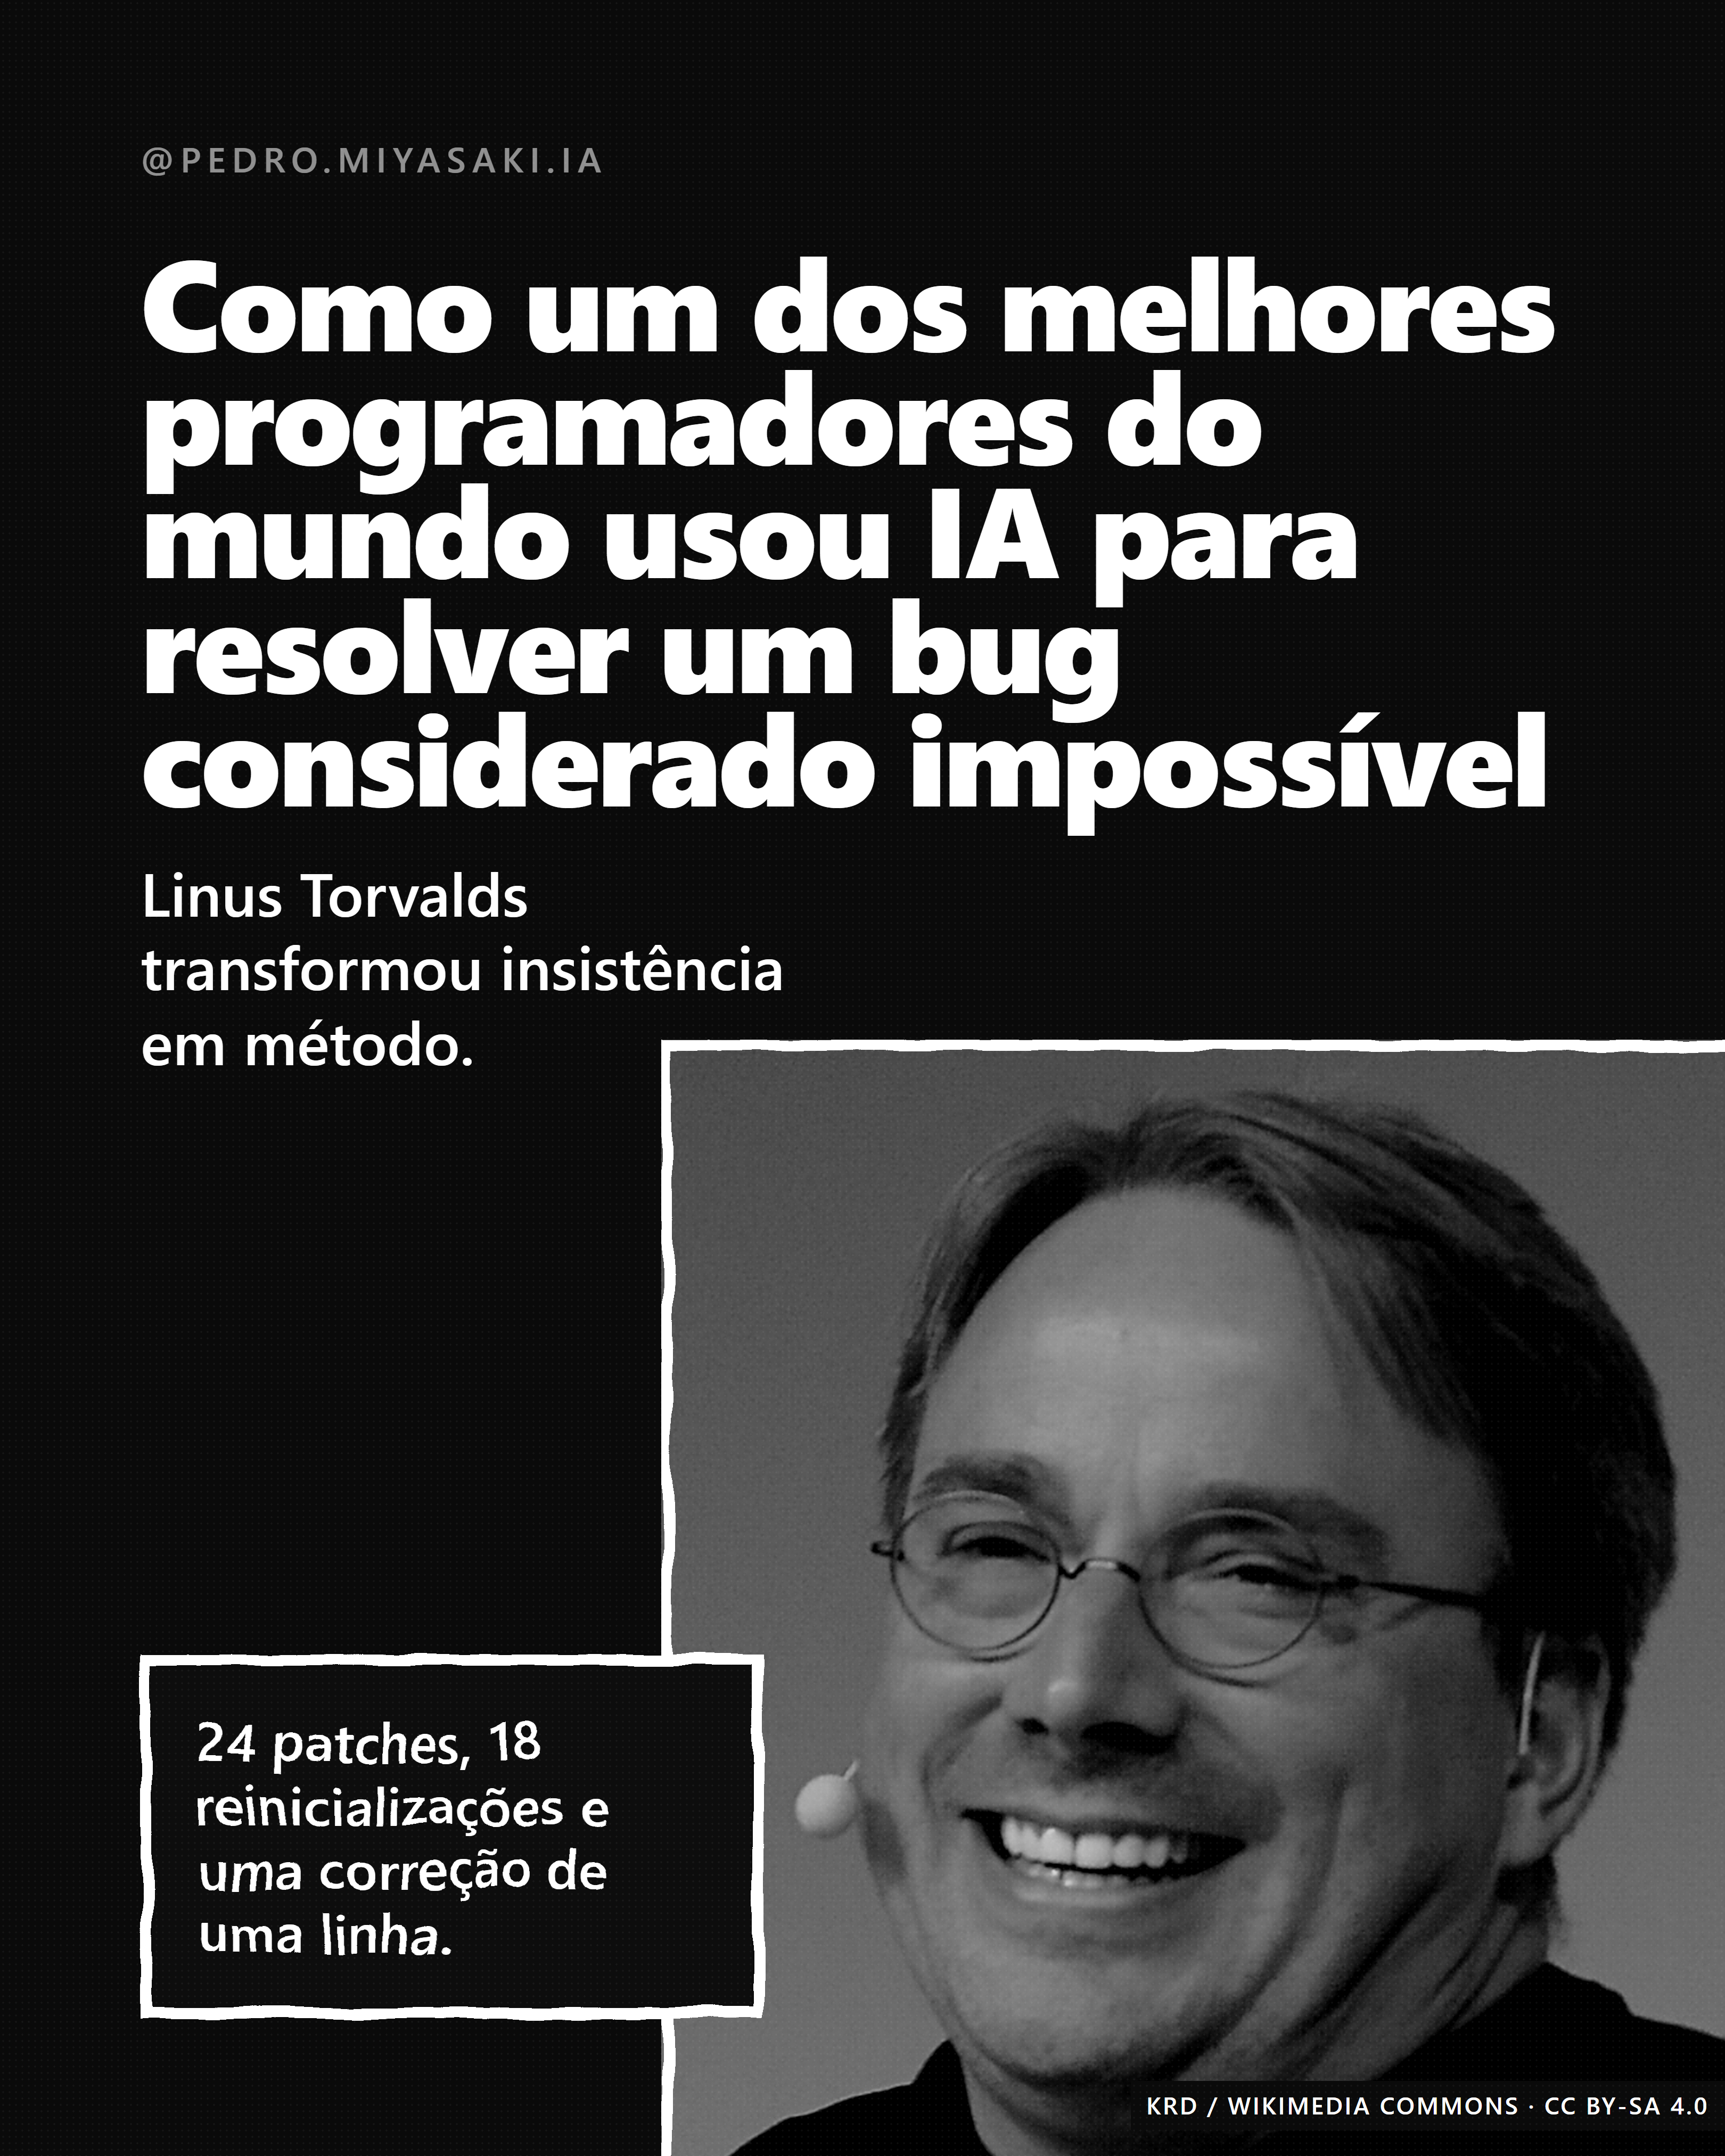 @PEDRO.MIYASAKI.IA
Como um dos melhores
programadores do
mundo usou IA para
resolver um bug
considerado impossível
Linus Torvalds
transformou insistência
em método.
24 patches, 18
reinicializações e
uma correção de
uma linha.
KRD / WIKIMEDIA COMMONS · CC BY-SA 4.0